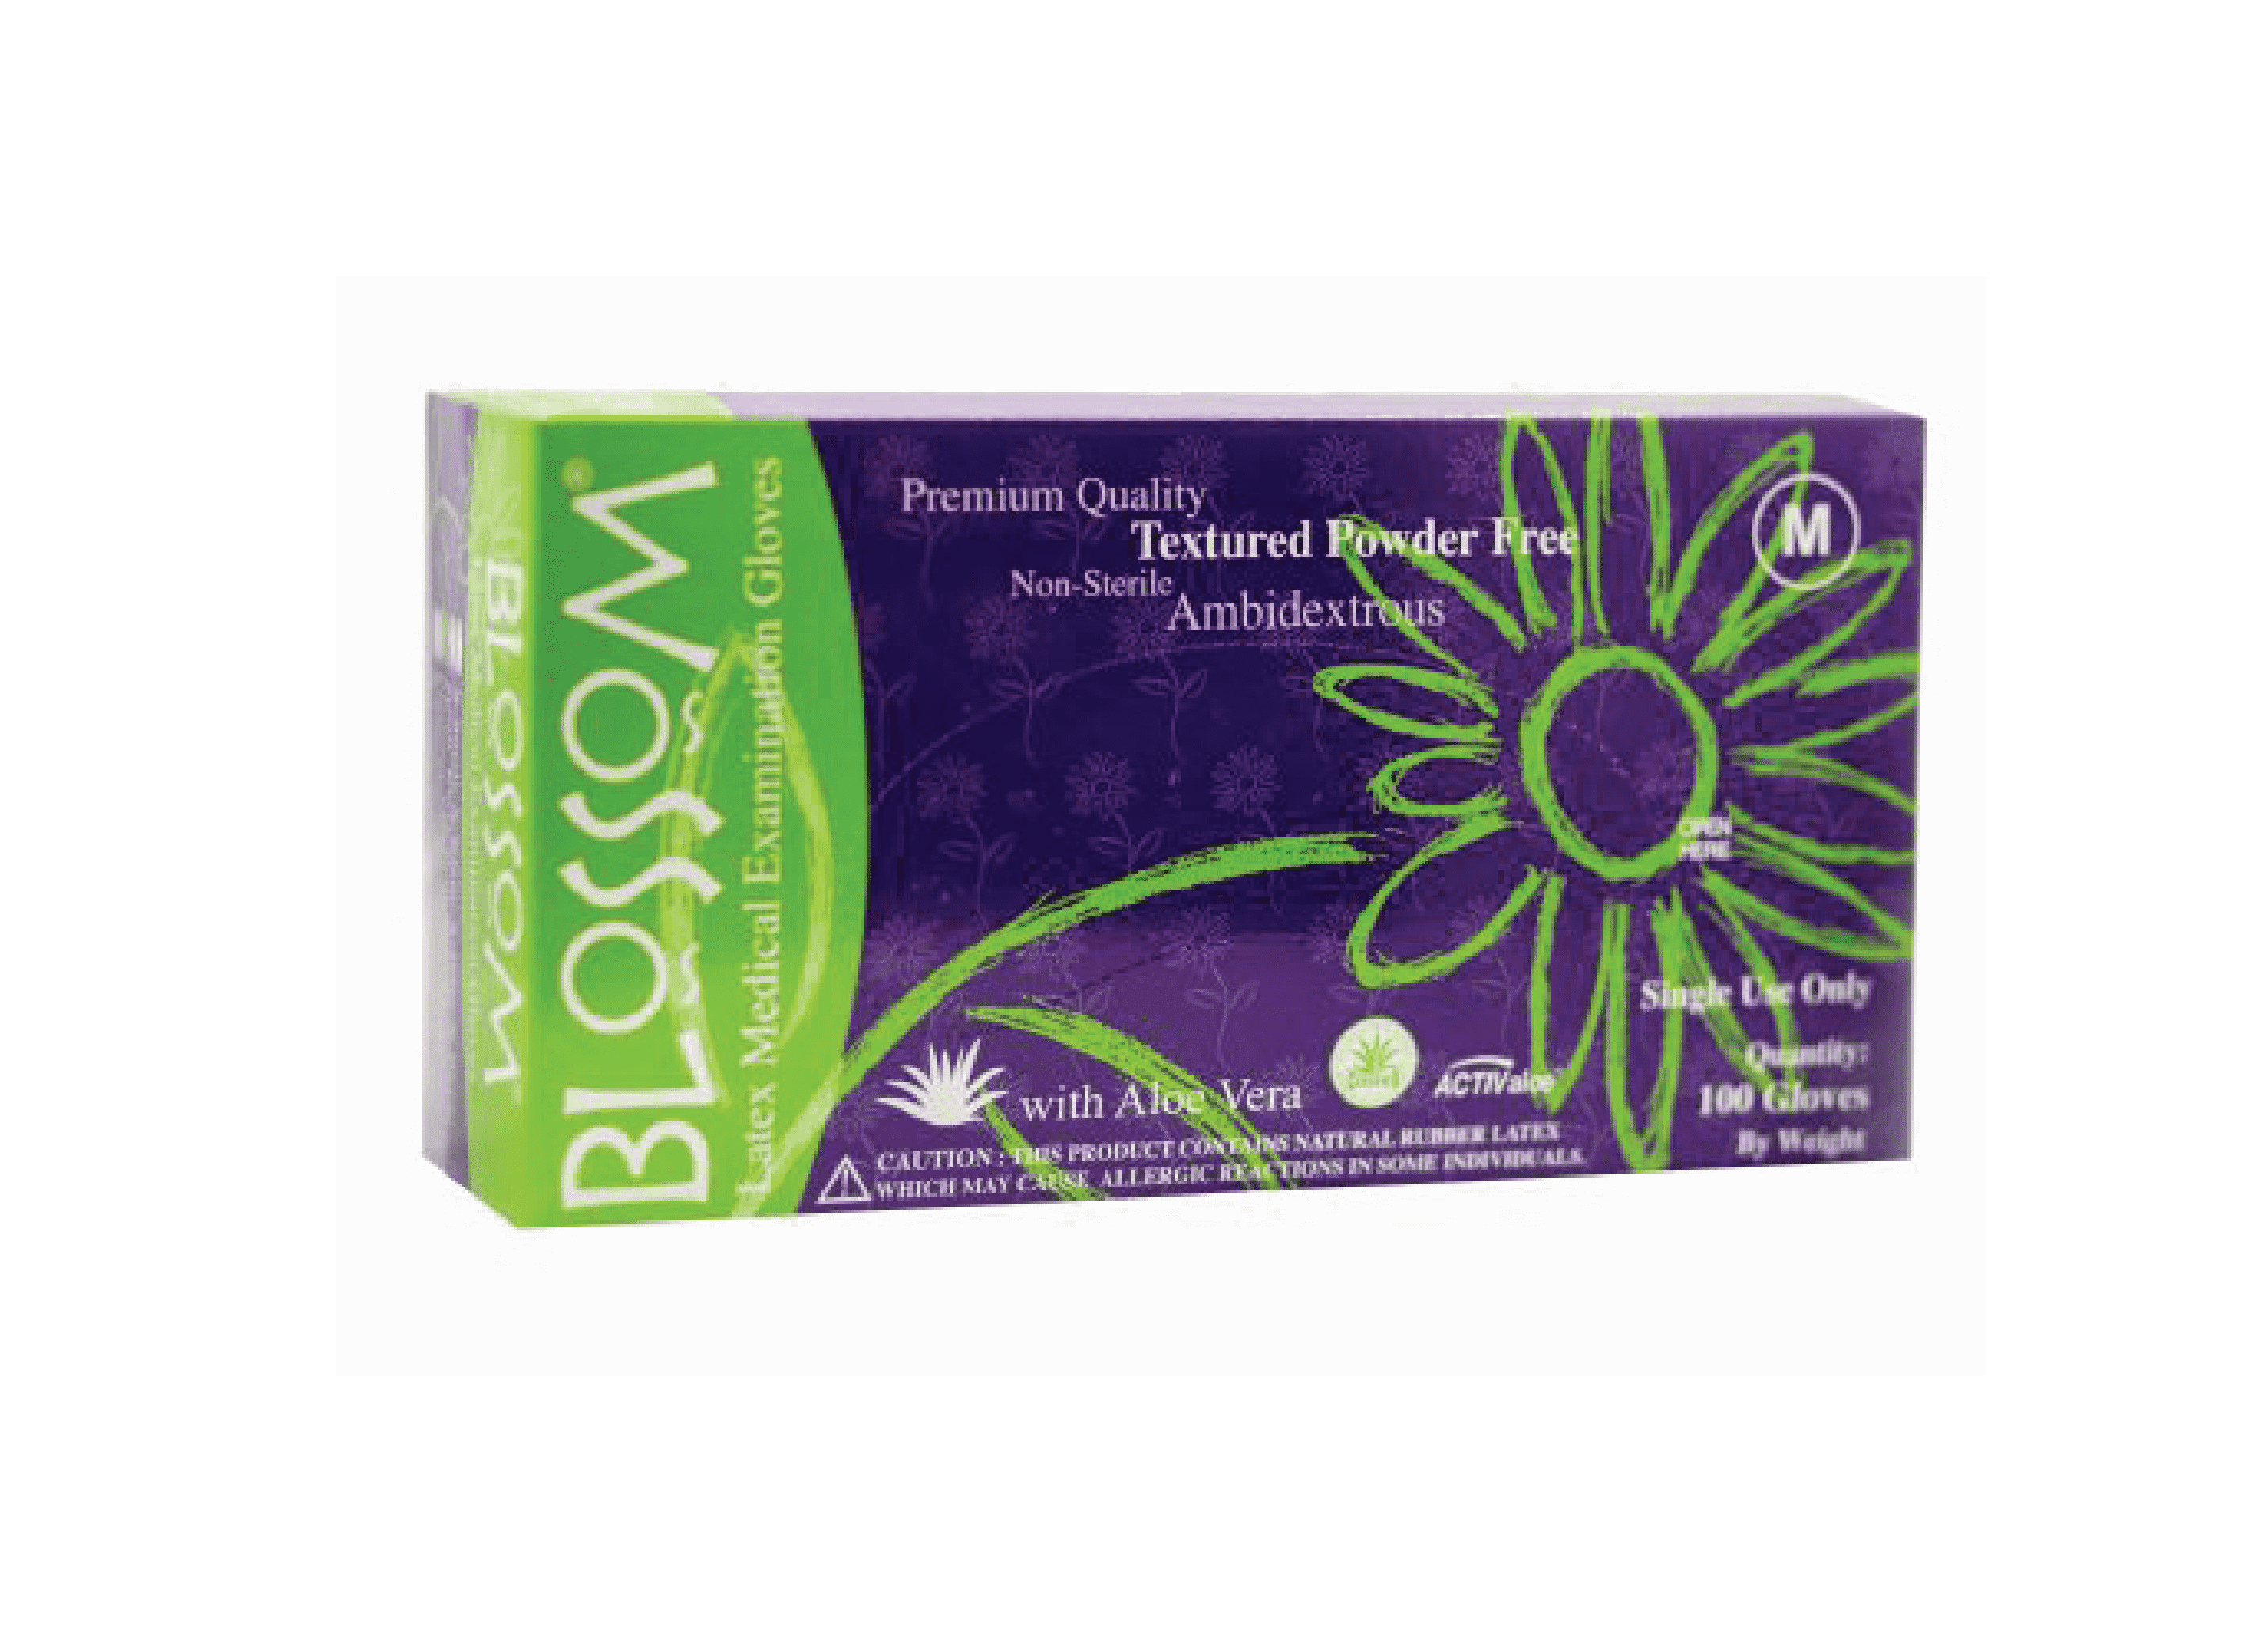 BLOSSOM®
Latex Medical Examination Gloves
BLOSSOM
Premium Quality
Textured Powder Free
Non-Sterile
Ambidextrous
M
OPEN
HERE
Single Use Only
Quantity:
100 Gloves
By Weight
with Aloe Vera
ACTIValoe
CAUTION : THIS PRODUCT CONTAINS NATURAL RUBBER LATEX
WHICH MAY CAUSE ALLERGIC REACTIONS IN SOME INDIVIDUALS.